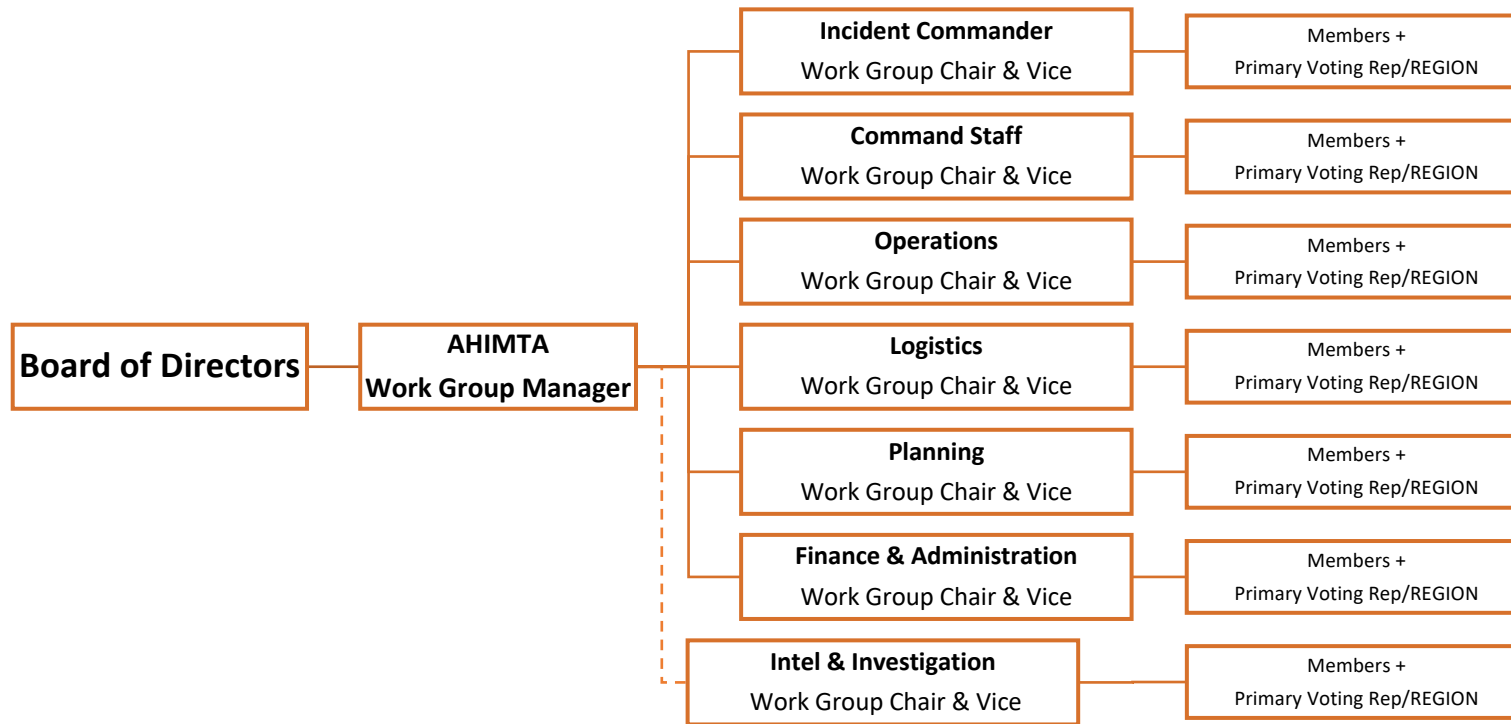 Board of Directors
AHIMTA
Work Group Manager
Incident Commander
Work Group Chair & Vice
Members +
Primary Voting Rep/REGION
Command Staff
Work Group Chair & Vice
Members +
Primary Voting Rep/REGION
Operations
Work Group Chair & Vice
Members +
Primary Voting Rep/REGION
Logistics
Work Group Chair & Vice
Members +
Primary Voting Rep/REGION
Planning
Work Group Chair & Vice
Members +
Primary Voting Rep/REGION
Finance & Administration
Work Group Chair & Vice
Members +
Primary Voting Rep/REGION
Intel & Investigation
Work Group Chair & Vice
Members +
Primary Voting Rep/REGION